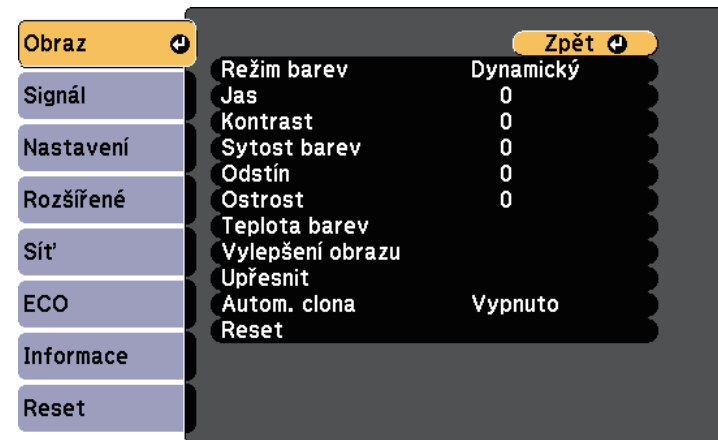 Obraz
Signál
Nastavení
Rozšířené
Síť
ECO
Informace
Reset
Zpět
Režim barev Dynamický
Jas 0
Kontrast 0
Sytost barev 0
Odstín 0
Ostrost 0
Teplota barev
Vylepšení obrazu
Upřesnit
Autom. clona Vypnuto
Reset